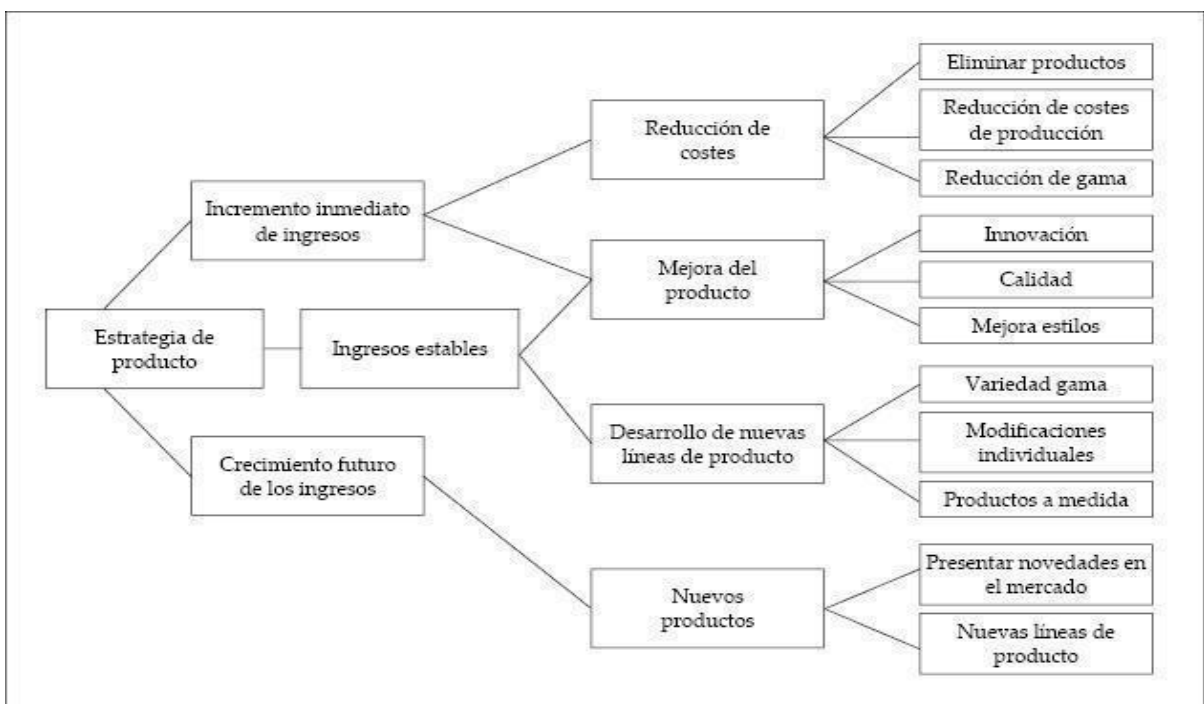 Estrategia de
producto
Incremento inmediato
de ingresos
Ingresos estables
Crecimiento futuro
de los ingresos
Reducción de
costes
Mejora del
producto
Desarrollo de nuevas
líneas de producto
Nuevos
productos
Eliminar productos
Reducción de costes
de producción
Reducción de gama
Innovación
Calidad
Mejora estilos
Variedad gama
Modificaciones
individuales
Productos a medida
Presentar novedades en
el mercado
Nuevas líneas de
producto